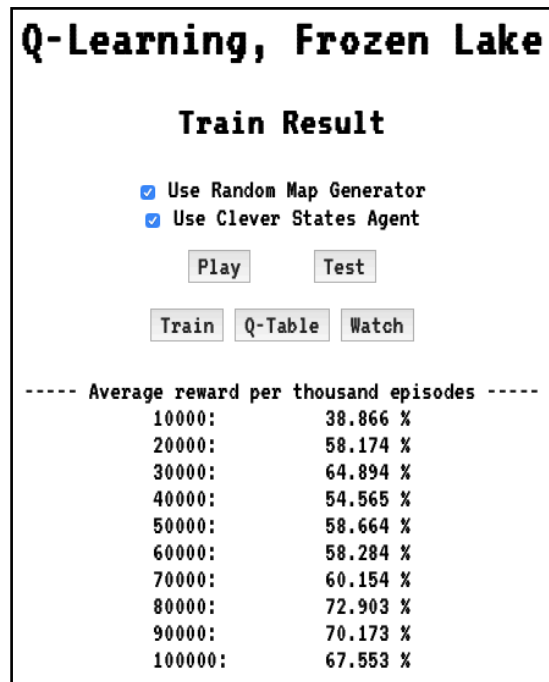 Q-Learning, Frozen Lake
Train Result
Use Random Map Generator
Use Clever States Agent
Play Test
Train Q-Table Watch
----- Average reward per thousand episodes -----
10000: 38.866 %
20000: 58.174 %
30000: 64.894 %
40000: 54.565 %
50000: 58.664 %
60000: 58.284 %
70000: 60.154 %
80000: 72.903 %
90000: 70.173 %
100000: 67.553 %